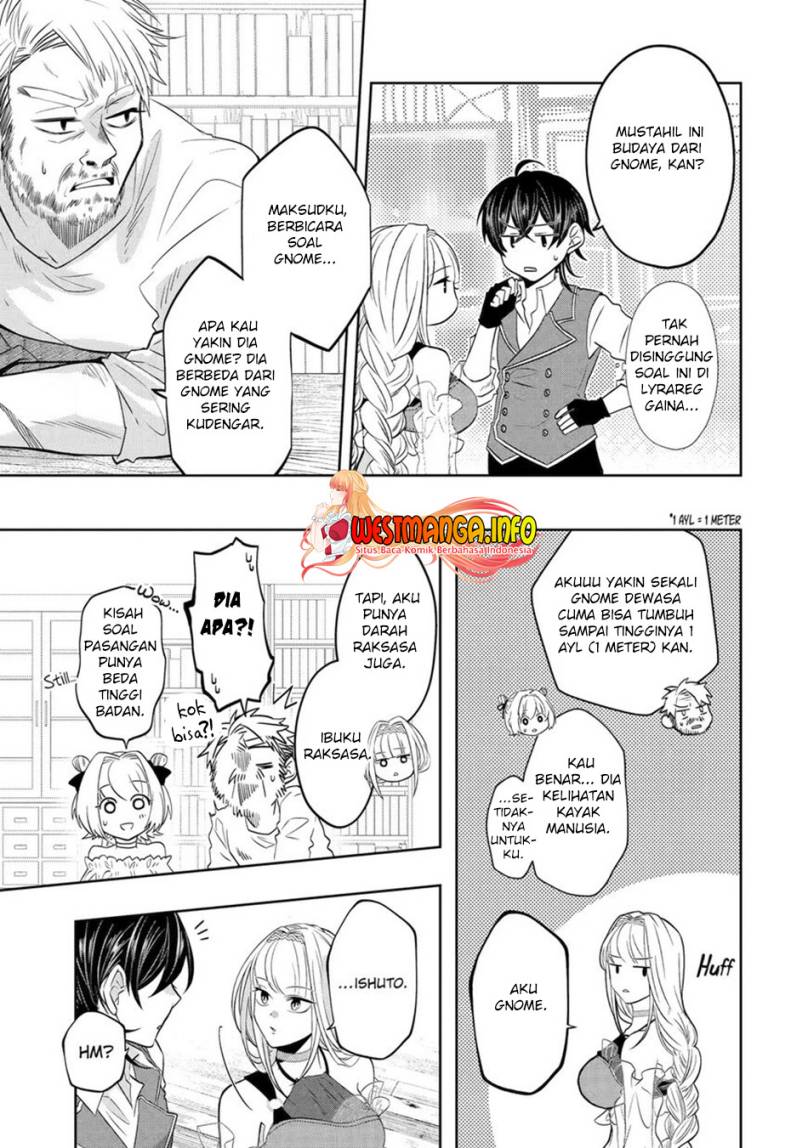 MUSTAHIL INI
BUDAYA DARI
GNOME, KAN?
TAK
PERNAH
DISINGGUNG
SOAL INI DI
LYRAREG
GAINA...
MAKSUDKU,
BERBICARA
SOAL
GNOME...
APA KAU
YAKIN DIA
GNOME? DIA
BERBEDA DARI
GNOME YANG
SERING
KUDENGAR.
WESTMANGA.INFO
Situs Baca Komik Berbahasa Indonesia
*1 AYL = 1 METER
AKUUU YAKIN SEKALI
GNOME DEWASA
CUMA BISA TUMBUH
SAMPAI TINGGINYA 1
AYL (1 METER) KAN.
KAU
BENAR... DIA
KELIHATAN
KAYAK
MANUSIA.
...SE-
TIDAK-
NYA
UNTUK-
KU.
Huff
AKU
GNOME.
TAPI, AKU
PUNYA
DARAH
RAKSASA
JUGA.
IBUKU
RAKSASA.
DIA
APA?!
kok
bisa?!
Wow...
KISAH
SOAL
PASANGAN
PUNYA
BEDA
TINGGI
BADAN.
Still...
...ISHUTO.
HM?